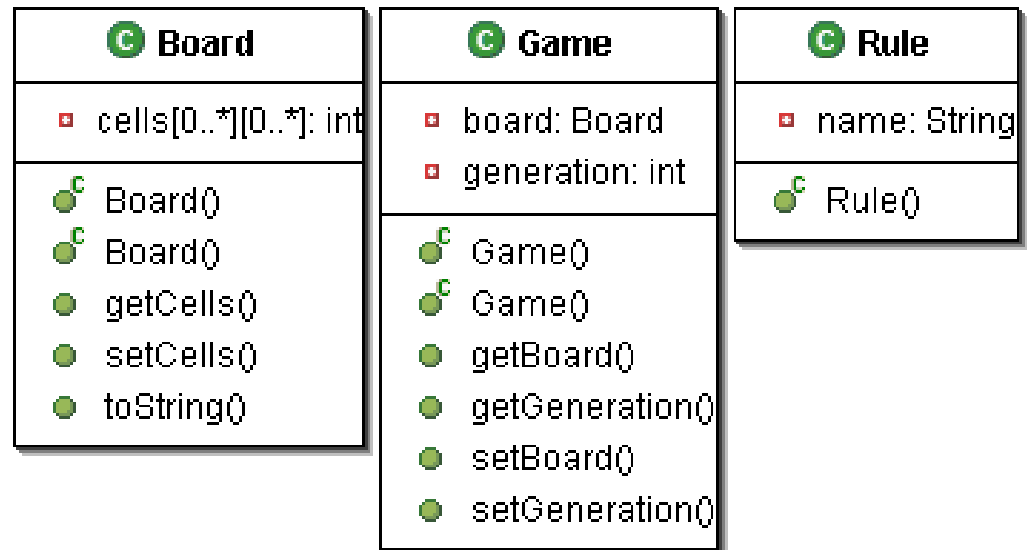 C Board
cells[0..*][0..*]: int
C Board()
C Board()
getCells()
setCells()
toString()
C Game
board: Board
generation: int
C Game()
C Game()
getBoard()
getGeneration()
setBoard()
setGeneration()
C Rule
name: String
C Rule()